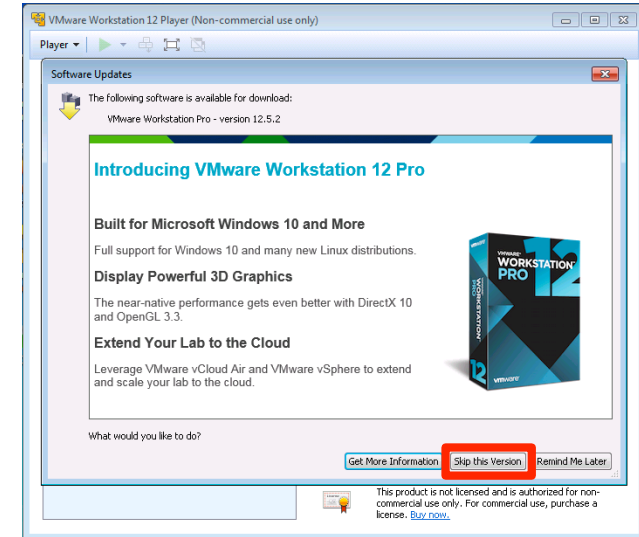 VMware Workstation 12 Player (Non-commercial use only)
Player
Software Updates
The following software is available for download:
VMware Workstation Pro - version 12.5.2
Introducing VMware Workstation 12 Pro
Built for Microsoft Windows 10 and More
Full support for Windows 10 and many new Linux distributions.
Display Powerful 3D Graphics
The near-native performance gets even better with DirectX 10
and OpenGL 3.3.
Extend Your Lab to the Cloud
Leverage VMware vCloud Air and VMware vSphere to extend
and scale your lab to the cloud.
vmware
WORKSTATION
PRO 12
WORKSTATION
12
vmware
What would you like to do?
Get More Information Skip this Version Remind Me Later
This product is not licensed and is authorized for non-
commercial use only. For commercial use, purchase a
license. Buy now.